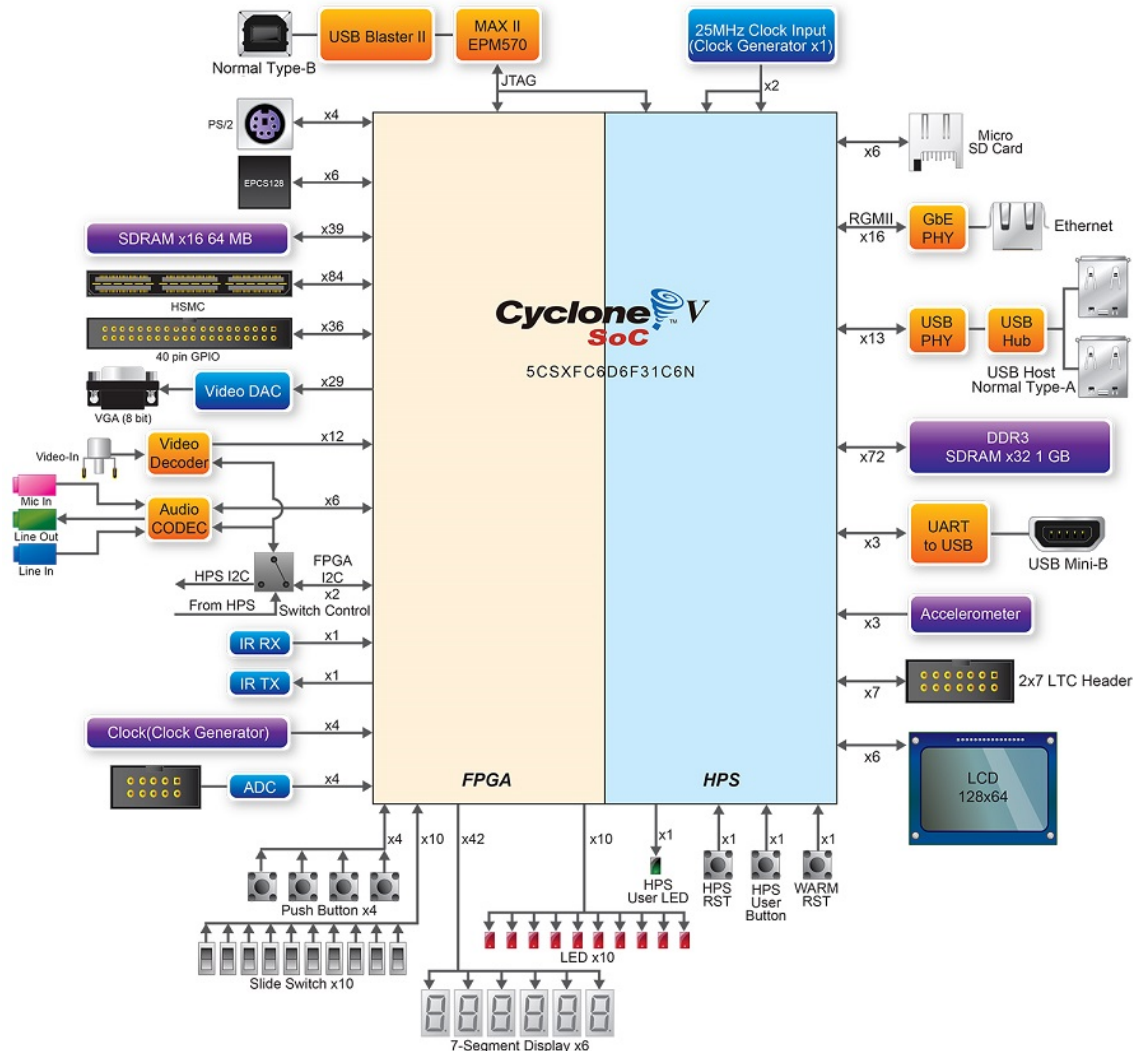 Normal Type-B
USB Blaster II
MAX II
EPM570
25MHz Clock Input
(Clock Generator x1)
JTAG
x2
PS/2
x4
EPCS128
x6
SDRAM x16 64 MB
x39
HSMC
x84
40 pin GPIO
x36
VGA (8 bit)
Video DAC
x29
Video-In
Video
Decoder
x12
Mic In
Line Out
Line In
Audio
CODEC
x6
HPS I2C
FPGA
I2C
x2
From HPS
Switch Control
IR RX
x1
IR TX
x1
Clock(Clock Generator)
x4
ADC
x4
Cyclone V
TM
SoC
5CSXFC6D6F31C6N
FPGA
HPS
x6
Micro
SD Card
RGMII
x16
GbE
PHY
Ethernet
x13
USB
PHY
USB
Hub
USB Host
Normal Type-A
x72
DDR3
SDRAM x32 1 GB
x3
UART
to USB
USB Mini-B
x3
Accelerometer
x7
2x7 LTC Header
x6
LCD
128x64
x4
x10
x42
x10
x1
x1
x1
x1
Push Button x4
Slide Switch x10
7-Segment Display x6
LED x10
HPS
User LED
HPS
RST
HPS
User
Button
WARM
RST